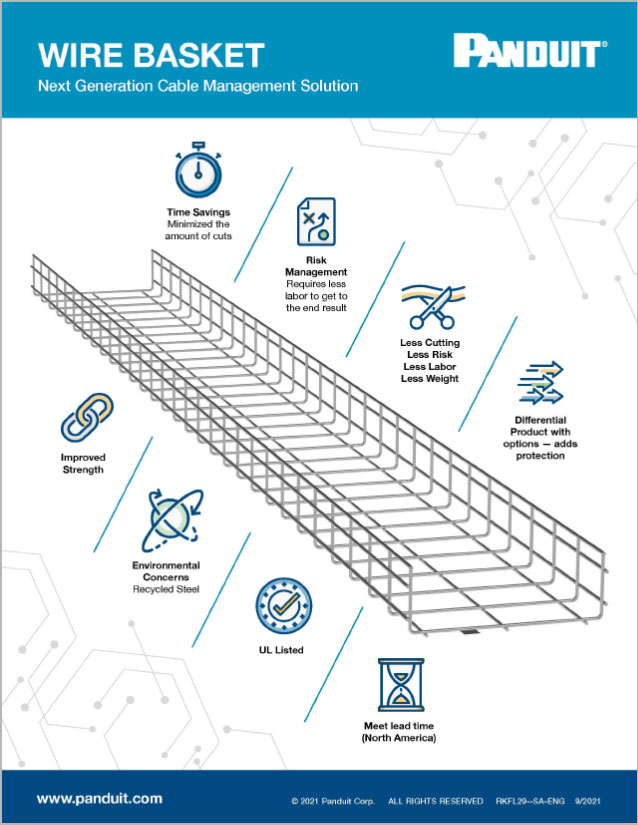 WIRE BASKET
Next Generation Cable Management Solution
PANDUIT®
Time Savings
Minimized the
amount of cuts
Risk
Management
Requires less
labor to get to
the end result
Less Cutting
Less Risk
Less Labor
Less Weight
Differential
Product with
options — adds
protection
Improved
Strength
Environmental
Concerns
Recycled Steel
UL Listed
Meet lead time
(North America)
www.panduit.com
© 2021 Panduit Corp. ALL RIGHTS RESERVED RKFL29--SA-ENG 9/2021